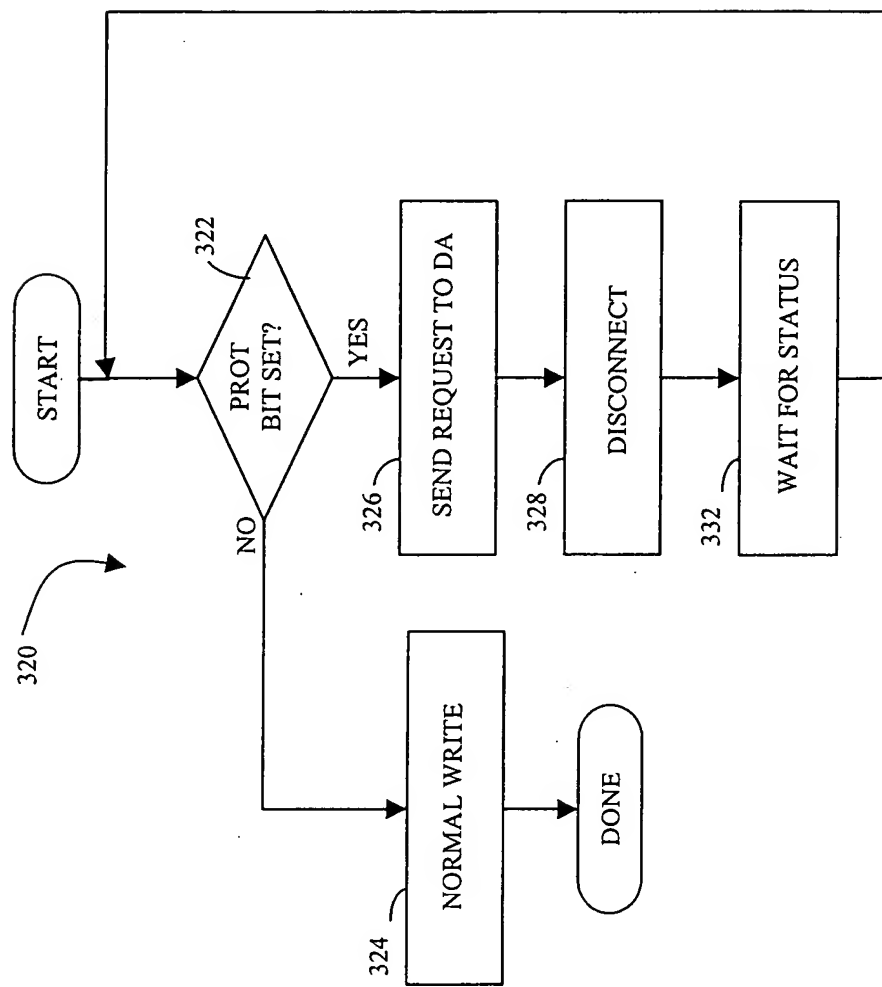 START
320
322
PROT
BIT SET?
NO
YES
326
SEND REQUEST TO DA
328
DISCONNECT
332
WAIT FOR STATUS
324
NORMAL WRITE
DONE